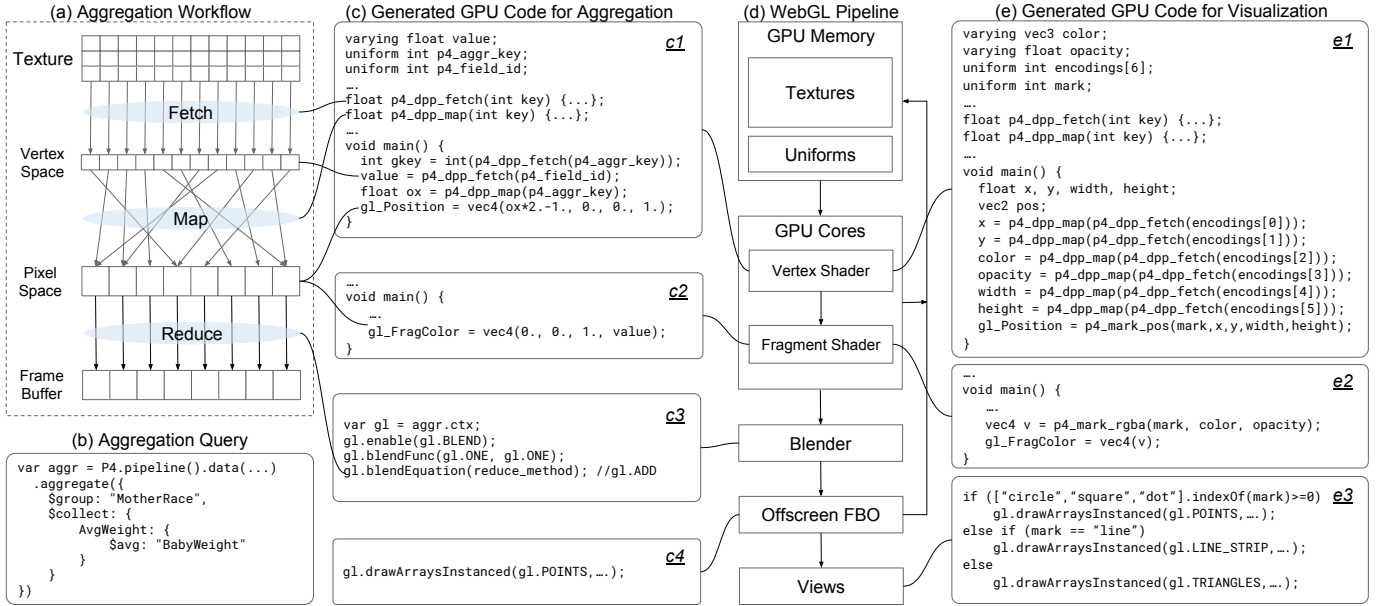 (a) Aggregation Workflow
Texture
Fetch
Vertex
Space
Map
Pixel
Space
Reduce
Frame
Buffer
(b) Aggregation Query
var aggr = P4.pipeline().data(...)
.aggregate({
$group: "MotherRace",
$collect: {
AvgWeight: {
$avg: "BabyWeight"
}
}
})
(c) Generated GPU Code for Aggregation
c1
varying float value;
uniform int p4_aggr_key;
uniform int p4_field_id;
….
float p4_dpp_fetch(int key) {...};
float p4_dpp_map(int key) {...};
….
void main() {
int gkey = int(p4_dpp_fetch(p4_aggr_key));
value = p4_dpp_fetch(p4_field_id);
float ox = p4_dpp_map(p4_aggr_key);
gl_Position = vec4(ox*2.-1., 0., 0., 1.);
}
c2
….
void main() {
….
gl_FragColor = vec4(0., 0., 1., value);
}
c3
var gl = aggr.ctx;
gl.enable(gl.BLEND);
gl.blendFunc(gl.ONE, gl.ONE);
gl.blendEquation(reduce_method); //gl.ADD
c4
gl.drawArraysInstanced(gl.POINTS,….);
(d) WebGL Pipeline
GPU Memory
Textures
Uniforms
GPU Cores
Vertex Shader
Fragment Shader
Blender
Offscreen FBO
Views
(e) Generated GPU Code for Visualization
e1
varying vec3 color;
varying float opacity;
uniform int encodings[6];
uniform int mark;
….
float p4_dpp_fetch(int key) {...};
float p4_dpp_map(int key) {...};
….
void main() {
float x, y, width, height;
vec2 pos;
x = p4_dpp_map(p4_dpp_fetch(encodings[0]));
y = p4_dpp_map(p4_dpp_fetch(encodings[1]));
color = p4_dpp_map(p4_dpp_fetch(encodings[2]));
opacity = p4_dpp_map(p4_dpp_fetch(encodings[3]));
width = p4_dpp_map(p4_dpp_fetch(encodings[4]));
height = p4_dpp_map(p4_dpp_fetch(encodings[5]));
gl_Position = p4_mark_pos(mark,x,y,width,height);
}
e2
….
void main() {
….
vec4 v = p4_mark_rgba(mark, color, opacity);
gl_FragColor = vec4(v);
}
e3
if (["circle","square","dot"].indexOf(mark)>=0)
gl.drawArraysInstanced(gl.POINTS,….);
else if (mark == "line")
gl.drawArraysInstanced(gl.LINE_STRIP,….);
else
gl.drawArraysInstanced(gl.TRIANGLES,….);